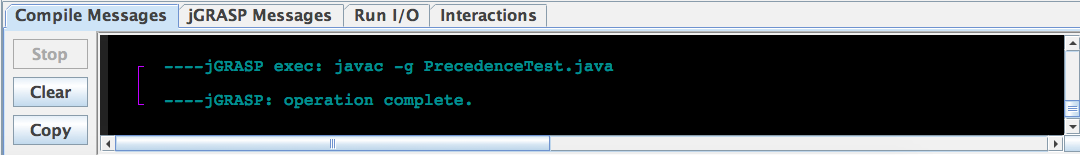 Compile Messages jGRASP Messages Run I/O Interactions
Stop
----jGRASP exec: javac -g PrecedenceTest.java
Clear
----jGRASP: operation complete.
Copy